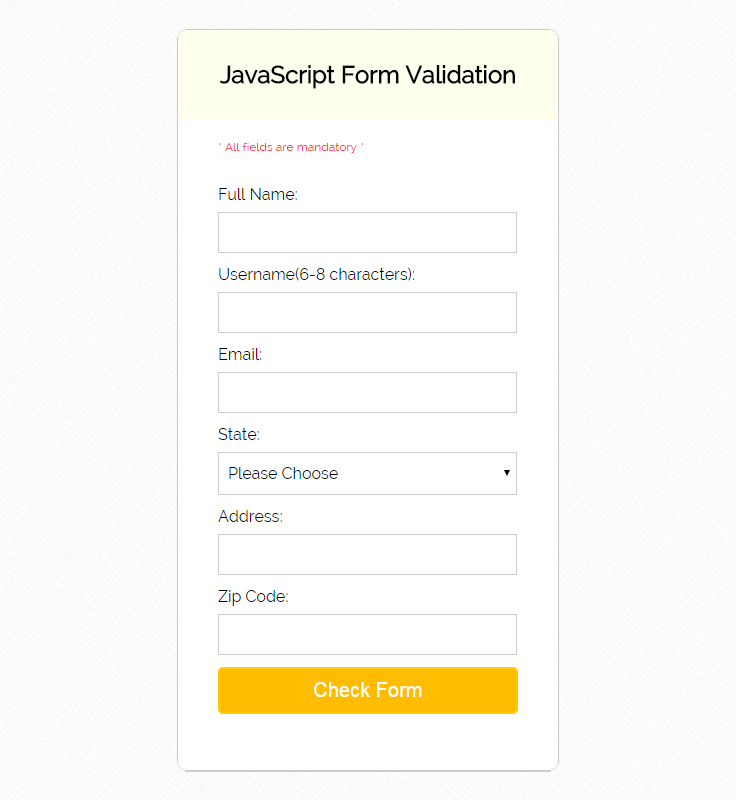 JavaScript Form Validation
* All fields are mandatory *
Full Name:
Username(6-8 characters):
Email:
State:
Please Choose
Address:
Zip Code:
Check Form